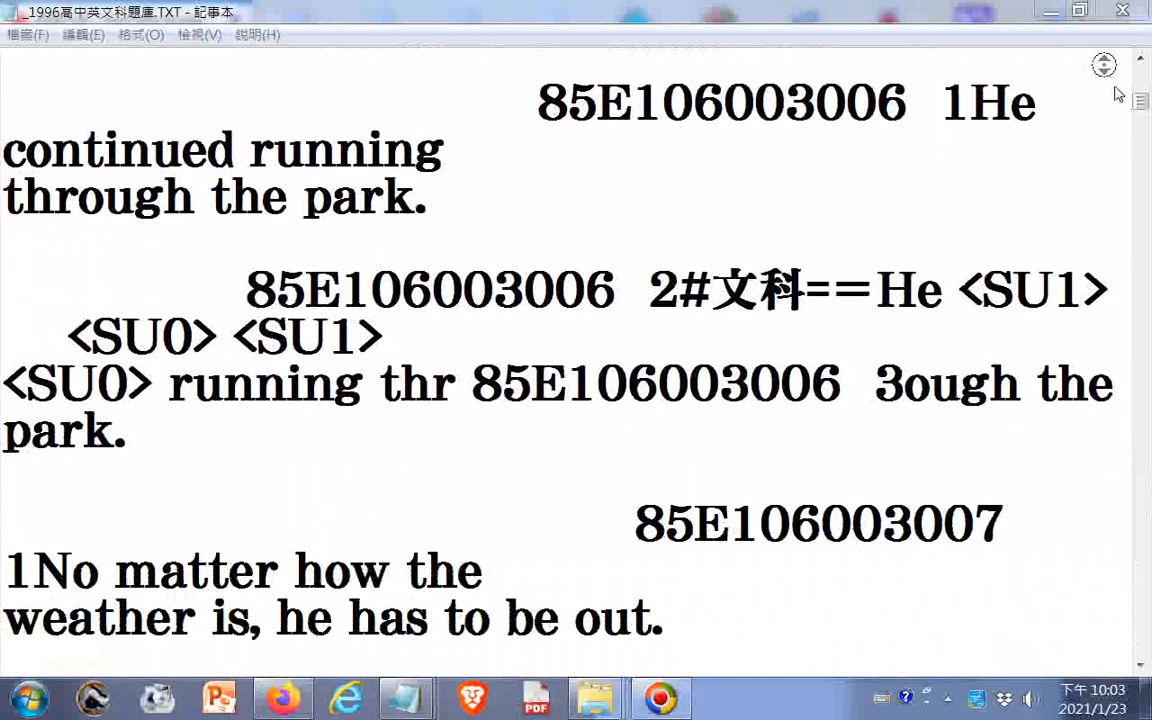 _1996高中英文科題庫.TXT - 記事本
檔案(F) 編輯(E) 格式(O) 檢視(V) 說明(H)
85E106003006 1He
continued running
through the park.
85E106003006 2#文科==He <SU1>
<SU0> <SU1>
<SU0> running thr 85E106003006 3ough the
park.
85E106003007
1No matter how the
weather is, he has to be out.
PDF
下午 10:03
2021/1/23